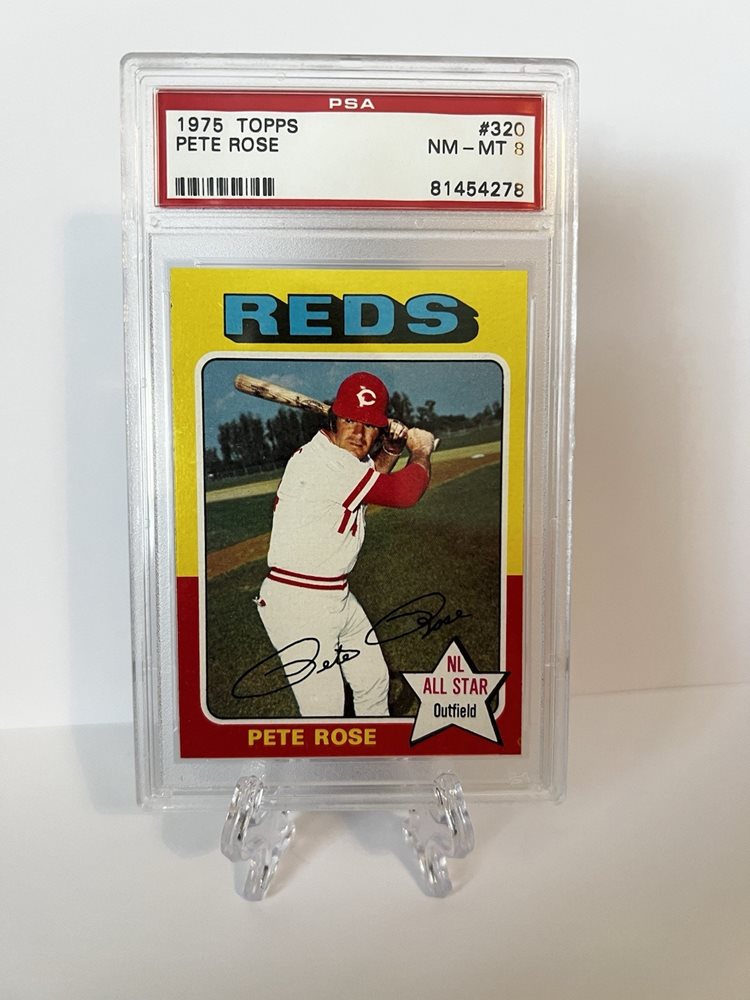 PSA
1975 TOPPS #320
PETE ROSE NM-MT 8
81454278
REDS
C
14
Pete Rose
NL
ALL STAR
Outfield
PETE ROSE